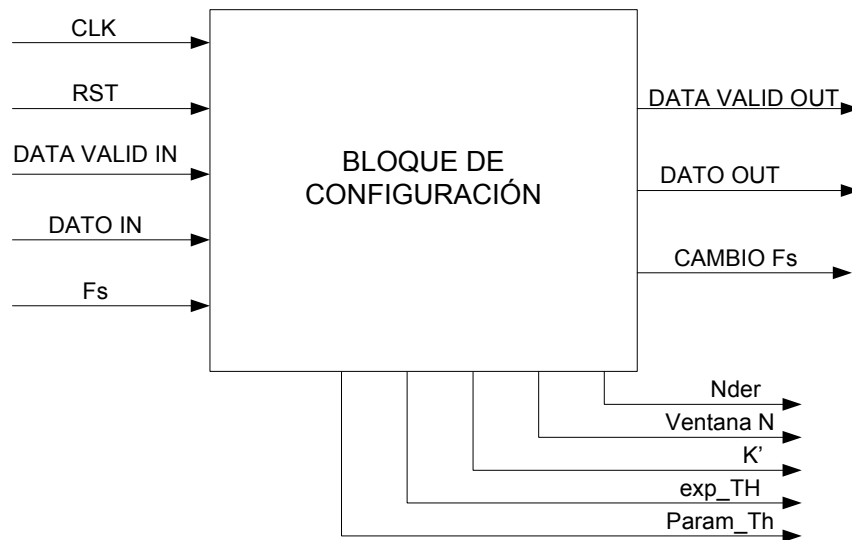 CLK
RST
DATA VALID IN
DATO IN
Fs
BLOQUE DE
CONFIGURACIÓN
DATA VALID OUT
DATO OUT
CAMBIO Fs
Nder
Ventana N
K’
exp_TH
Param_Th